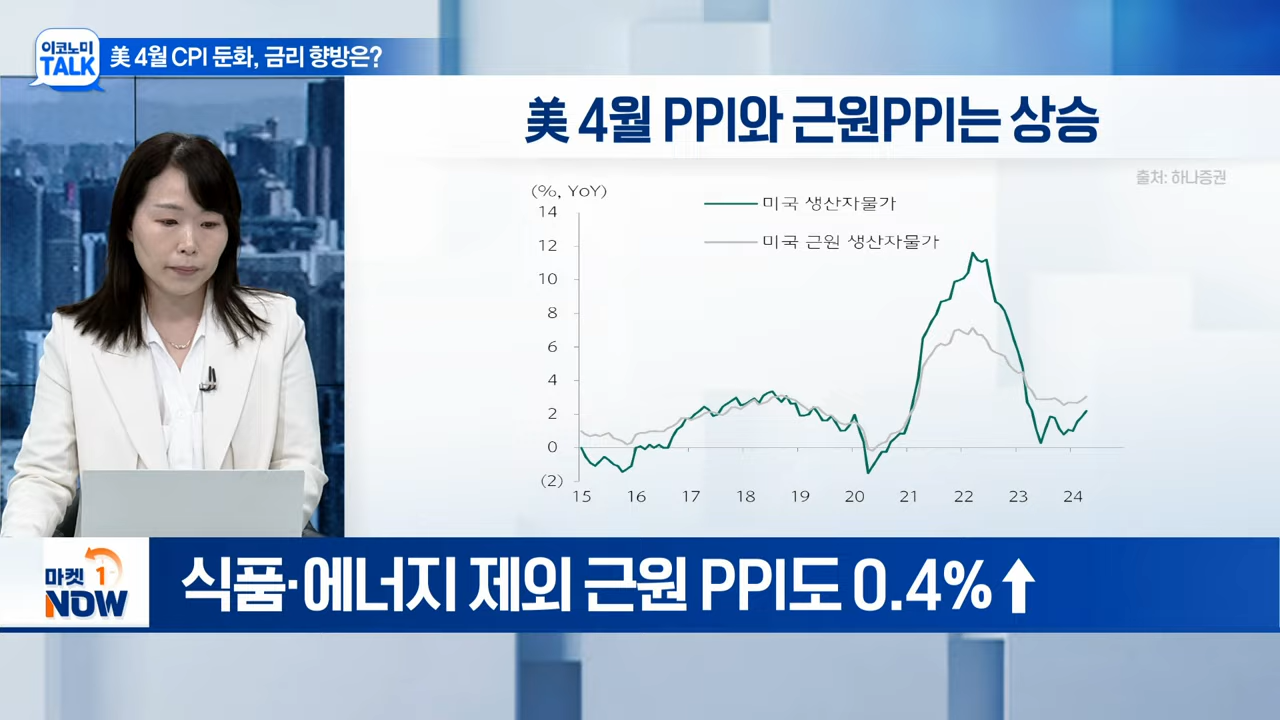 이코노미
TALK
美 4월 CPI 둔화, 금리 향방은?
美 4월 PPI와 근원PPI는 상승
출처: 하나증권
(%, YoY)
미국 생산자물가
미국 근원 생산자물가
14
12
10
8
6
4
2
0
(2)
15 16 17 18 19 20 21 22 23 24
마켓 1
NOW
식품·에너지 제외 근원 PPI도 0.4%↑